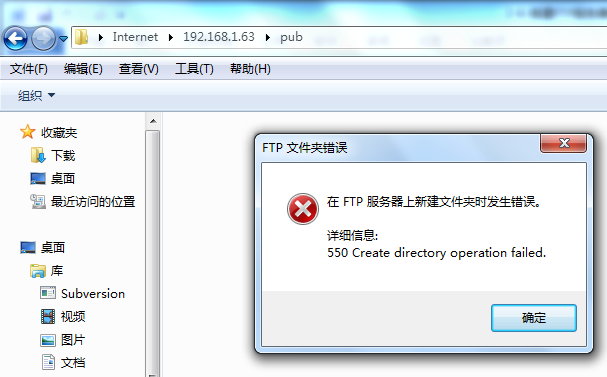 Internet 192.168.1.63 pub
文件(F) 编辑(E) 查看(V) 工具(T) 帮助(H)
组织
收藏夹
下载
桌面
最近访问的位置
桌面
库
Subversion
视频
图片
文档
FTP 文件夹错误
在 FTP 服务器上新建文件夹时发生错误。
详细信息:
550 Create directory operation failed.
确定